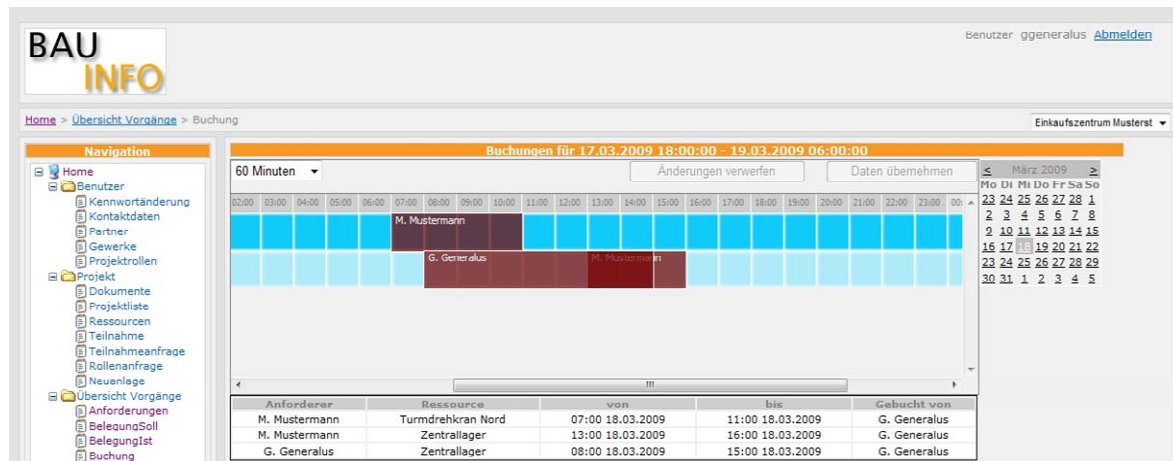 BAU
INFO
Benutzer ggeneralus Abmelden
Home > Übersicht Vorgänge > Buchung
Einkaufszentrum Musterst
Navigation
Home
Benutzer
Kennwortänderung
Kontaktdaten
Partner
Gewerke
Projektrollen
Projekt
Dokumente
Projektliste
Ressourcen
Teilnahme
Teilnahmeanfrage
Rollenanfrage
Neuanlage
Übersicht Vorgänge
Anforderungen
BelegungSoll
BelegungIst
Buchung
Buchungen für 17.03.2009 18:00:00 - 19.03.2009 06:00:00
60 Minuten
Änderungen verwerfen
Daten übernehmen
02:00 03:00 04:00 05:00 06:00 07:00 08:00 09:00 10:00 11:00 12:00 13:00 14:00 15:00 16:00 17:00 18:00 19:00 20:00 21:00 22:00 23:00 00:
M. Mustermann
G. Generalus M. Mustermann
< März 2009 >
Mo Di Mi Do Fr Sa So
23 24 25 26 27 28 1
2 3 4 5 6 7 8
9 10 11 12 13 14 15
16 17 18 19 20 21 22
23 24 25 26 27 28 29
30 31 1 2 3 4 5
Anforderer Ressource von bis Gebucht von
M. Mustermann Turmdrehkran Nord 07:00 18.03.2009 11:00 18.03.2009 G. Generalus
M. Mustermann Zentrallager 13:00 18.03.2009 16:00 18.03.2009 G. Generalus
G. Generalus Zentrallager 08:00 18.03.2009 15:00 18.03.2009 G. Generalus